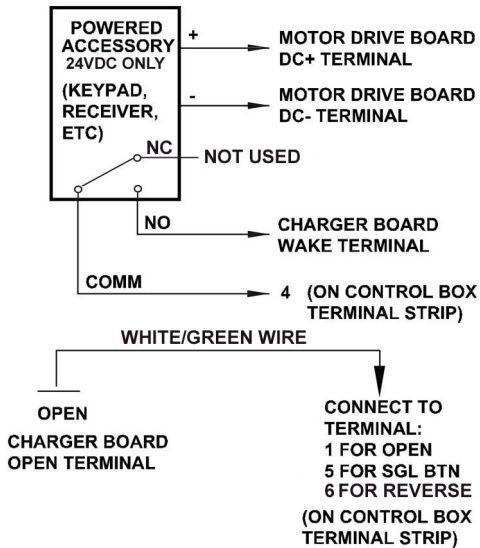 POWERED
ACCESSORY
24VDC ONLY
(KEYPAD,
RECEIVER,
ETC)
+
MOTOR DRIVE BOARD
DC+ TERMINAL
-
MOTOR DRIVE BOARD
DC- TERMINAL
NC
NOT USED
NO
CHARGER BOARD
WAKE TERMINAL
COMM
4 (ON CONTROL BOX
TERMINAL STRIP)
WHITE/GREEN WIRE
OPEN
CHARGER BOARD
OPEN TERMINAL
CONNECT TO
TERMINAL:
1 FOR OPEN
5 FOR SGL BTN
6 FOR REVERSE
(ON CONTROL BOX
TERMINAL STRIP)